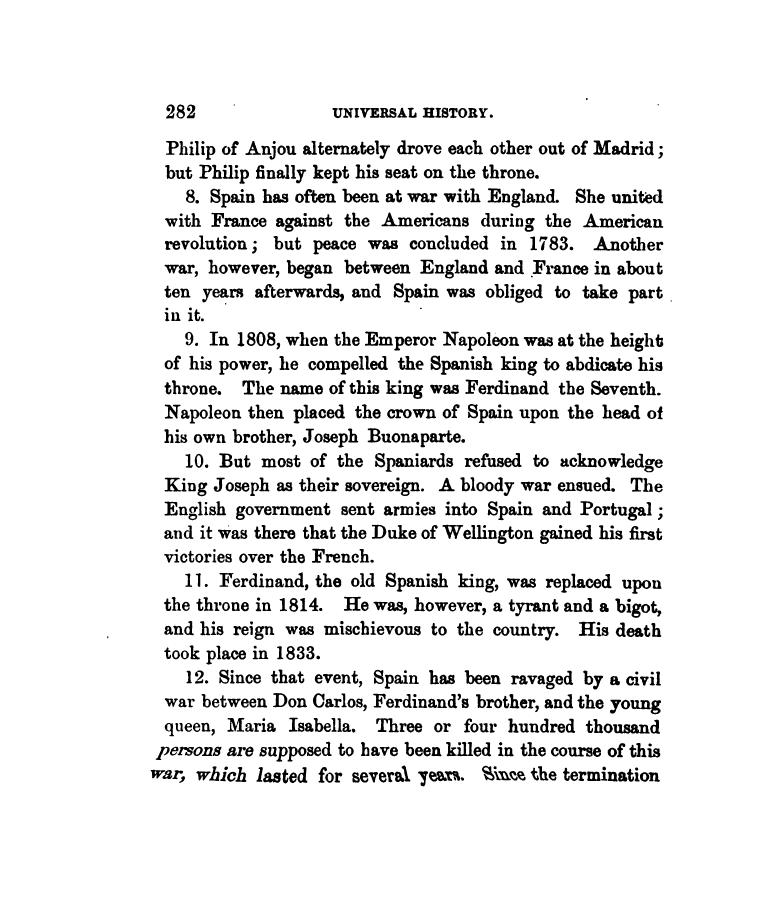 282 UNIVERSAL HISTORY.
Philip of Anjou alternately drove each other out of Madrid;
but Philip finally kept his seat on the throne.
8. Spain has often been at war with England. She united
with France against the Americans during the American
revolution; but peace was concluded in 1783. Another
war, however, began between England and France in about
ten years afterwards, and Spain was obliged to take part
in it.
9. In 1808, when the Emperor Napoleon was at the height
of his power, he compelled the Spanish king to abdicate his
throne. The name of this king was Ferdinand the Seventh.
Napoleon then placed the crown of Spain upon the head of
his own brother, Joseph Buonaparte.
10. But most of the Spaniards refused to acknowledge
King Joseph as their sovereign. A bloody war ensued. The
English government sent armies into Spain and Portugal;
and it was there that the Duke of Wellington gained his first
victories over the French.
11. Ferdinand, the old Spanish king, was replaced upon
the throne in 1814. He was, however, a tyrant and a bigot,
and his reign was mischievous to the country. His death
took place in 1833.
12. Since that event, Spain has been ravaged by a civil
war between Don Carlos, Ferdinand's brother, and the young
queen, Maria Isabella. Three or four hundred thousand
persons are supposed to have been killed in the course of this
war, which lasted for several years. Since the termination